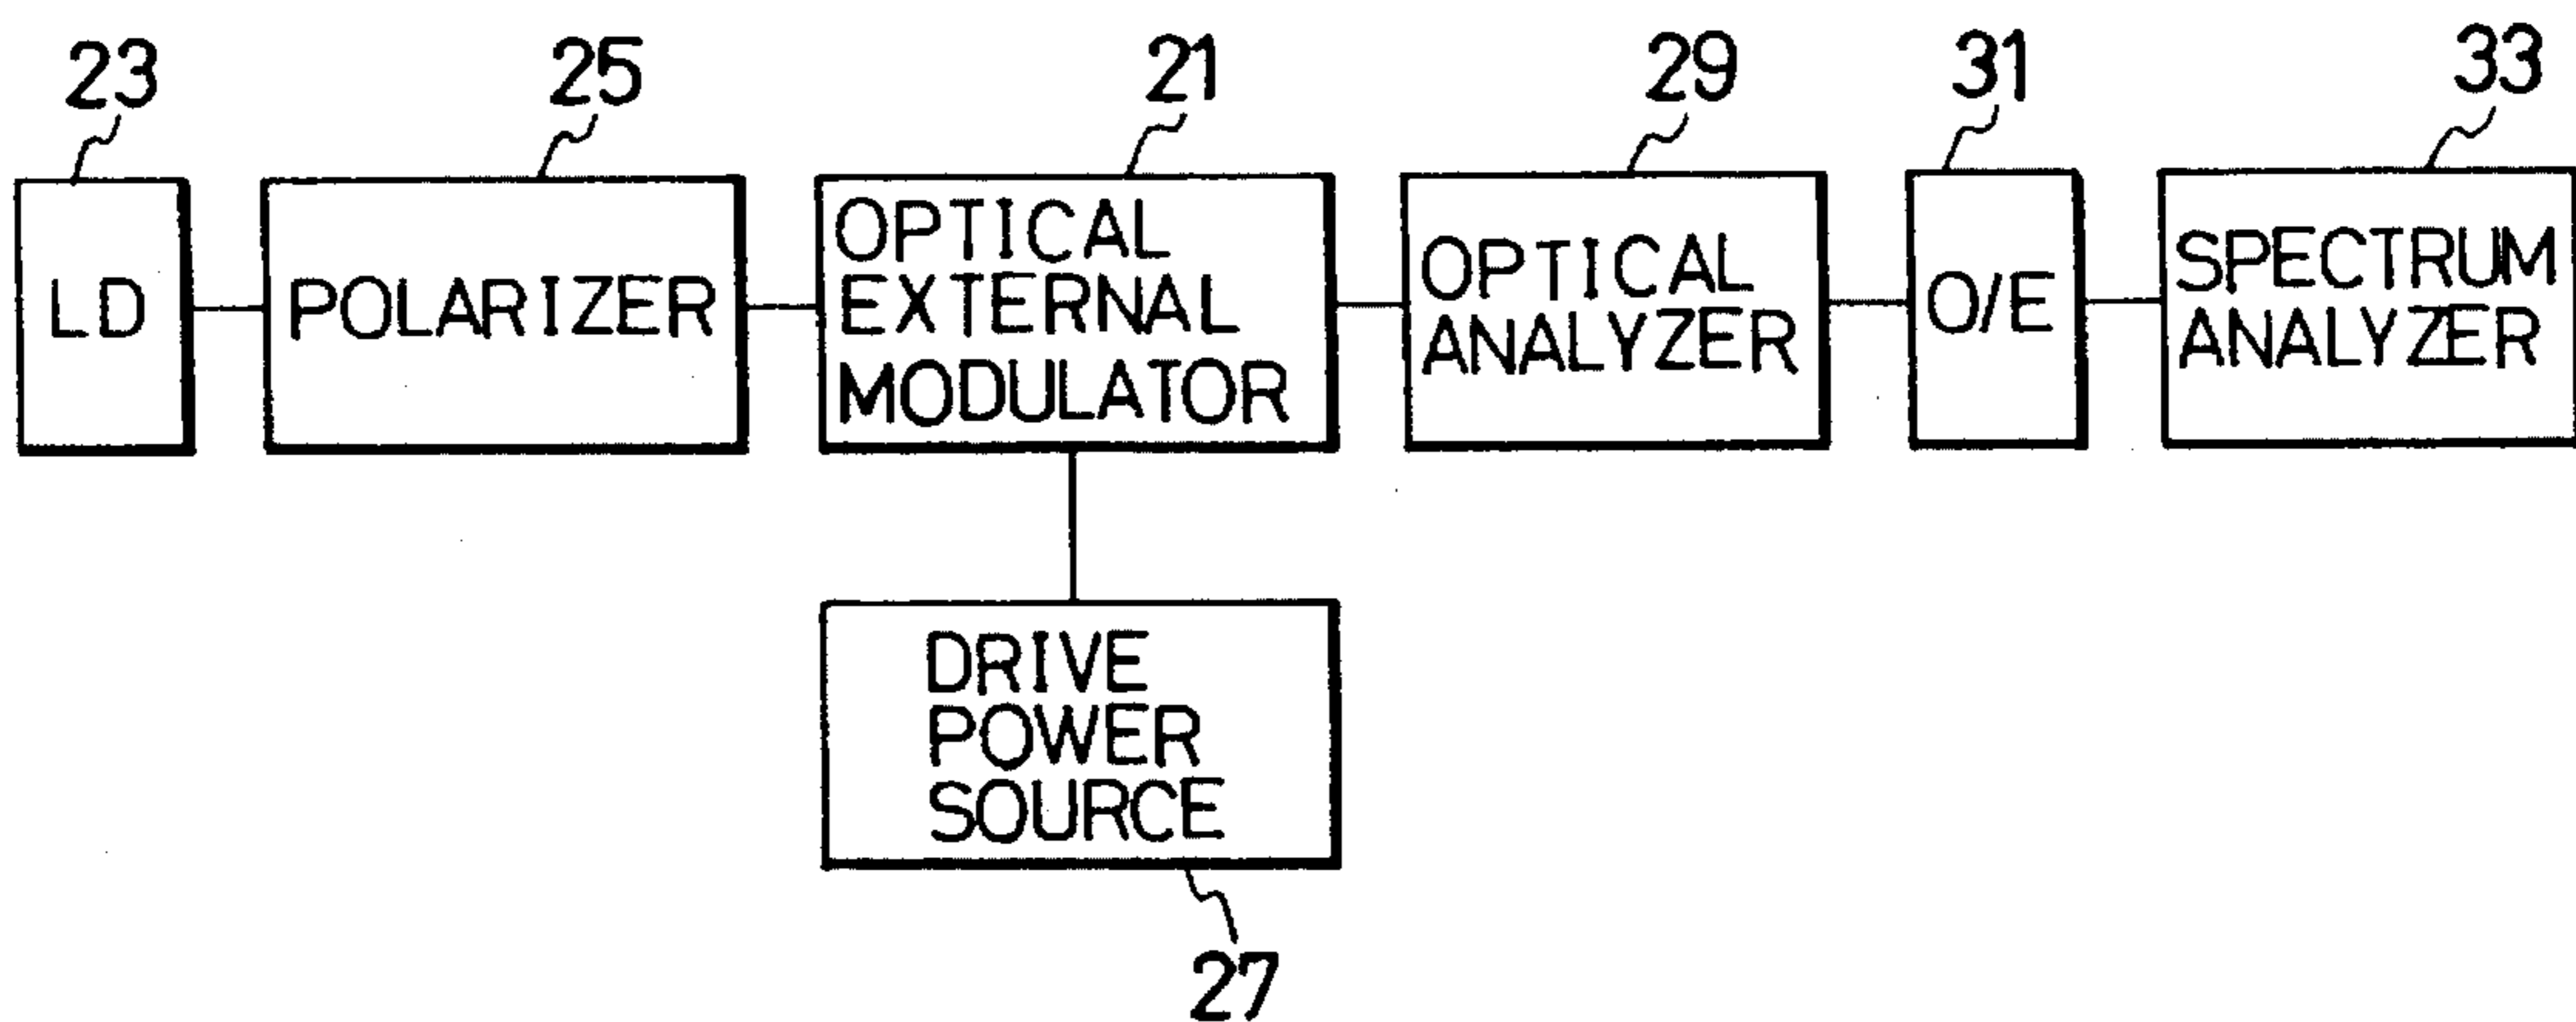 23
25
21
29
31
33
LD
POLARIZER
OPTICAL
EXTERNAL
MODULATOR
OPTICAL
ANALYZER
O/E
SPECTRUM
ANALYZER
DRIVE
POWER
SOURCE
27